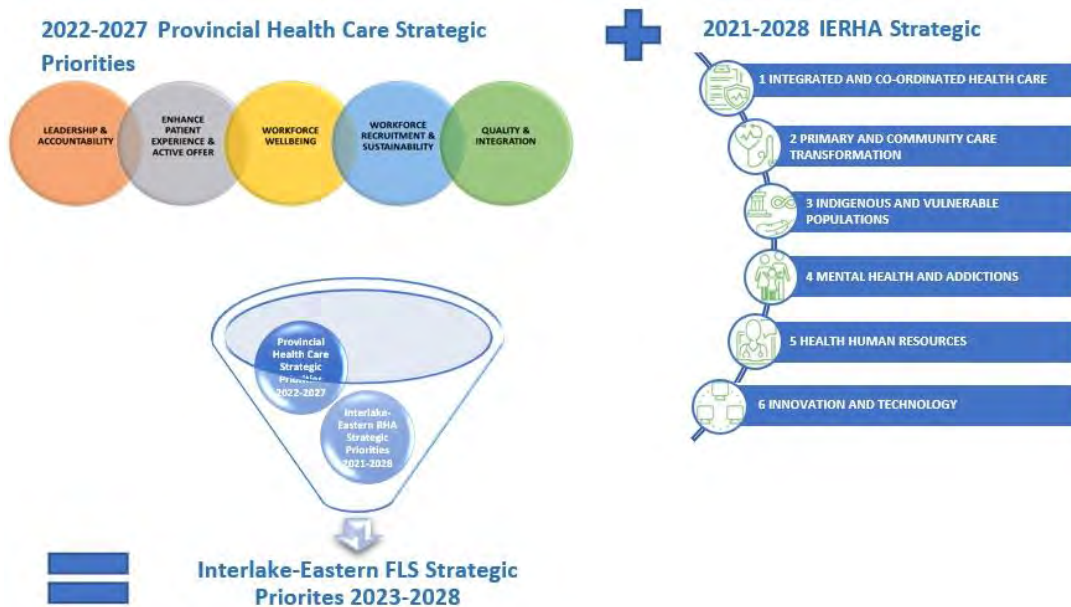 2022-2027 Provincial Health Care Strategic
Priorities
LEADERSHIP &
ACCOUNTABILITY
ENHANCE
PATIENT
EXPERIENCE &
ACTIVE OFFER
WORKFORCE
WELLBEING
WORKFORCE
RECRUITMENT &
SUSTAINABILITY
QUALITY &
INTEGRATION
2021-2028 IERHA Strategic
1 INTEGRATED AND CO-ORDINATED HEALTH CARE
2 PRIMARY AND COMMUNITY CARE
TRANSFORMATION
3 INDIGENOUS AND VULNERABLE
POPULATIONS
4 MENTAL HEALTH AND ADDICTIONS
5 HEALTH HUMAN RESOURCES
6 INNOVATION AND TECHNOLOGY
Provincial
Health Care
Strategic
Priorities
2022-2027
Interlake-
Eastern RHA
Strategic
Priorities
2021-2028
Interlake-Eastern FLS Strategic
Priorites 2023-2028